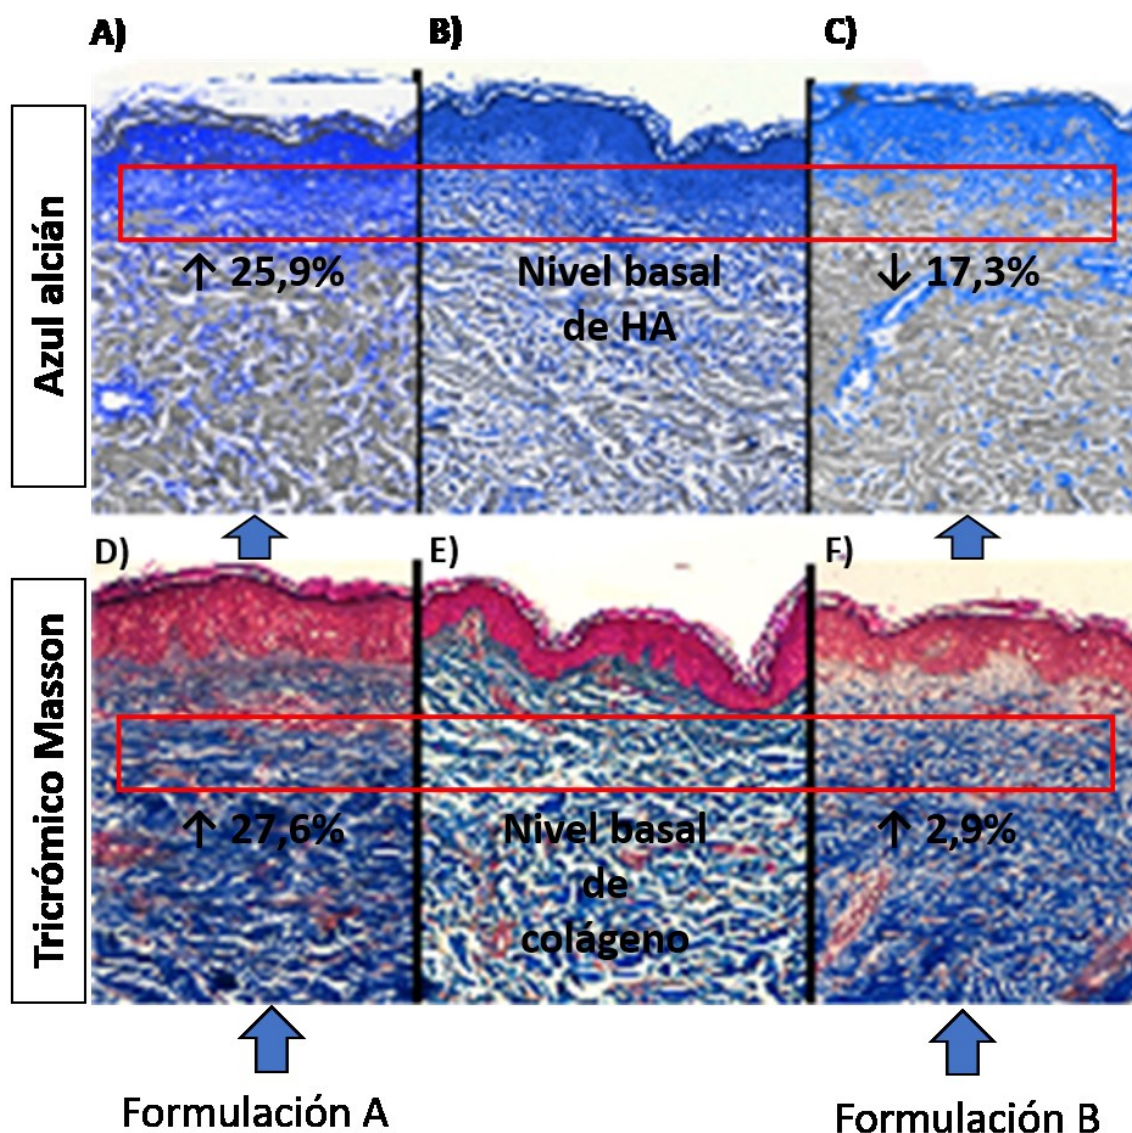 A)
B)
C)
Azul alcián
↑ 25,9%
Nivel basal
de HA
↓ 17,3%
D)
E)
F)
Tricrómico Masson
↑ 27,6%
Nivel basal
de
colágeno
↑ 2,9%
Formulación A
Formulación B